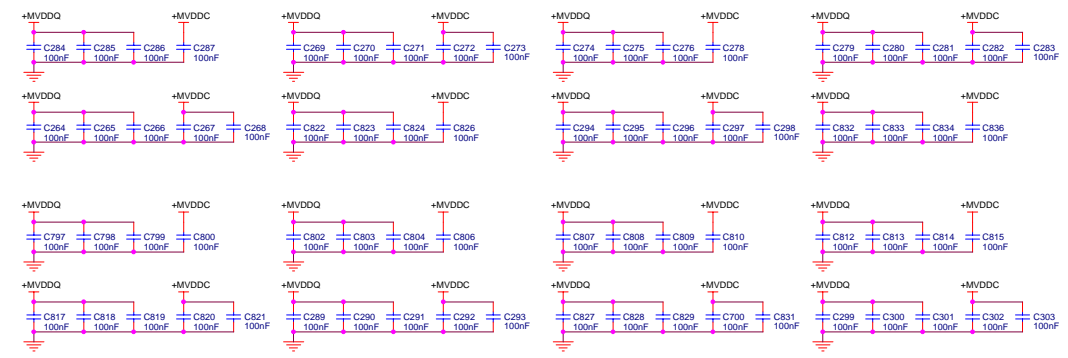 +MVDDQ +MVDDC +MVDDQ +MVDDC +MVDDQ +MVDDC +MVDDQ +MVDDC
C284 C285 C286 C287 C269 C270 C271 C272 C273 C274 C275 C276 C278 C279 C280 C281 C282 C283
100nF 100nF 100nF 100nF 100nF 100nF 100nF 100nF 100nF 100nF 100nF 100nF 100nF 100nF 100nF 100nF 100nF 100nF
+MVDDQ +MVDDC +MVDDQ +MVDDC +MVDDQ +MVDDC +MVDDQ +MVDDC
C264 C265 C266 C267 C268 C822 C823 C824 C826 C294 C295 C296 C297 C298 C832 C833 C834 C836
100nF 100nF 100nF 100nF 100nF 100nF 100nF 100nF 100nF 100nF 100nF 100nF 100nF 100nF 100nF 100nF 100nF 100nF
+MVDDQ +MVDDC +MVDDQ +MVDDC +MVDDQ +MVDDC +MVDDQ +MVDDC
C797 C798 C799 C800 C802 C803 C804 C806 C807 C808 C809 C810 C812 C813 C814 C815
100nF 100nF 100nF 100nF 100nF 100nF 100nF 100nF 100nF 100nF 100nF 100nF 100nF 100nF 100nF 100nF
+MVDDQ +MVDDC +MVDDQ +MVDDC +MVDDQ +MVDDC +MVDDQ +MVDDC
C817 C818 C819 C820 C821 C289 C290 C291 C292 C293 C827 C828 C829 C700 C831 C299 C300 C301 C302 C303
100nF 100nF 100nF 100nF 100nF 100nF 100nF 100nF 100nF 100nF 100nF 100nF 100nF 100nF 100nF 100nF 100nF 100nF 100nF 100nF